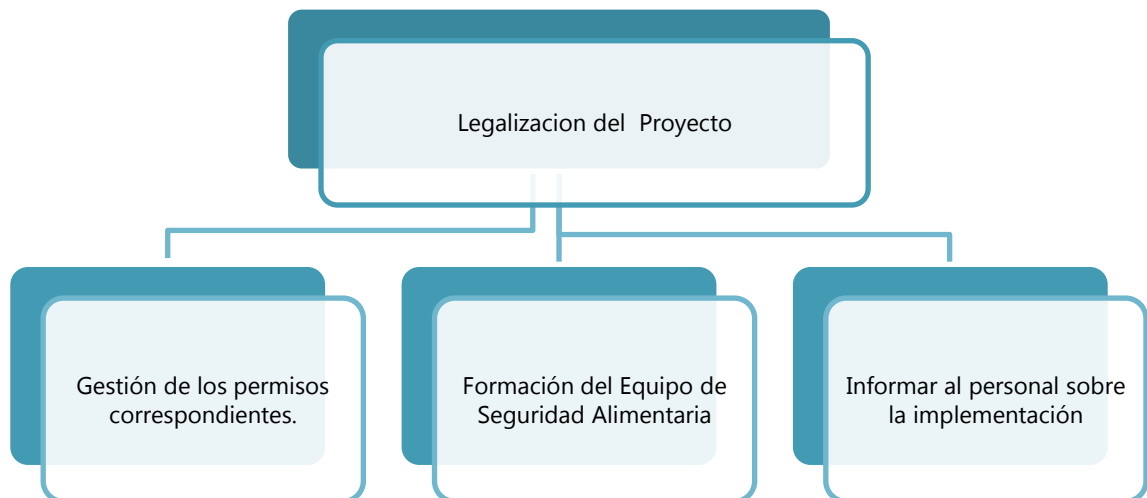 Legalizacion del Proyecto
Gestión de los permisos
correspondientes.
Formación del Equipo de
Seguridad Alimentaria
Informar al personal sobre
la implementación